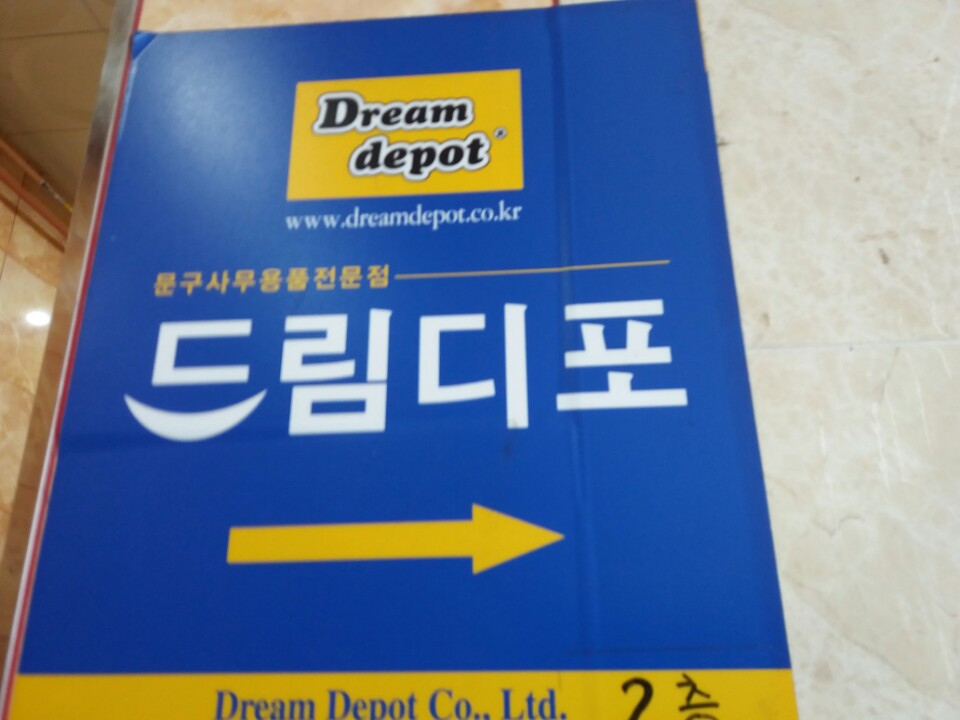 Dream
depot®
www.dreamdepot.co.kr
문구사무용품전문점
드림디포
Dream Depot Co., Ltd.
2층